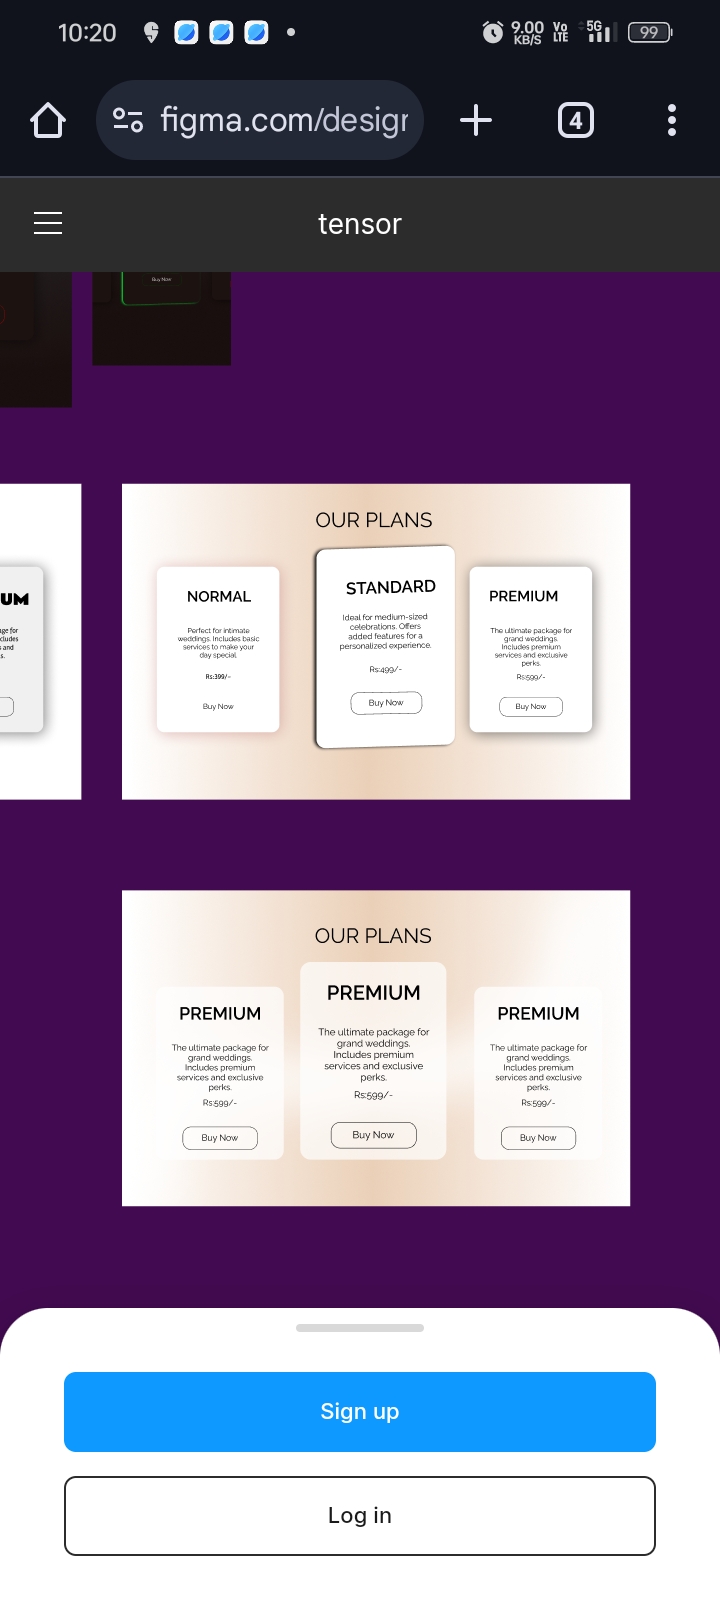 10:20
9.00 KB/S
Vo LTE
5G
99
figma.com/design
4
tensor
Buy Now
OUR PLANS
UM
ge for
cludes
s and
s.
NORMAL
Perfect for intimate
weddings. Includes basic
services to make your
day special
Rs:399/-
Buy Now
STANDARD
Ideal for medium-sized
celebrations. Offers
added features for a
personalized experience.
Rs:499/-
Buy Now
PREMIUM
The ultimate package for
grand weddings.
Includes premium
services and exclusive
perks.
Rs:599/-
Buy Now
OUR PLANS
PREMIUM
The ultimate package for
grand weddings.
Includes premium
services and exclusive
perks.
Rs:599/-
Buy Now
PREMIUM
The ultimate package for
grand weddings.
Includes premium
services and exclusive
perks.
Rs:599/-
Buy Now
PREMIUM
The ultimate package for
grand weddings.
Includes premium
services and exclusive
perks.
Rs:599/-
Buy Now
Sign up
Log in